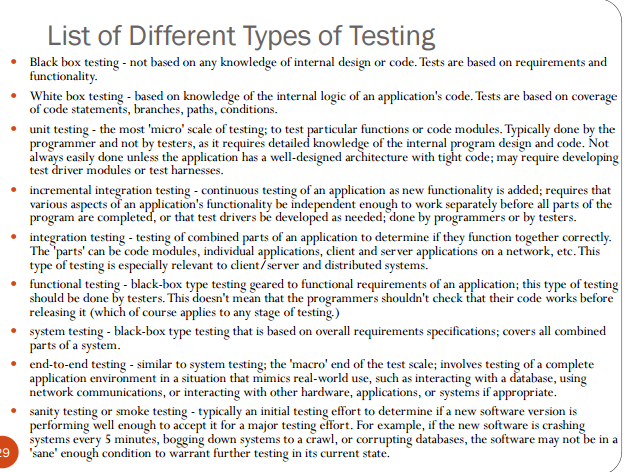 List of Different Types of Testing
Black box testing - not based on any knowledge of internal design or code. Tests are based on requirements and
functionality.
White box testing - based on knowledge of the internal logic of an application's code. Tests are based on coverage
of code statements, branches, paths, conditions.
unit testing - the most 'micro' scale of testing; to test particular functions or code modules. Typically done by the
programmer and not by testers, as it requires detailed knowledge of the internal program design and code. Not
always easily done unless the application has a well-designed architecture with tight code; may require developing
test driver modules or test harnesses.
incremental integration testing - continuous testing of an application as new functionality is added; requires that
various aspects of an application's functionality be independent enough to work separately before all parts of the
program are completed, or that test drivers be developed as needed; done by programmers or by testers.
integration testing - testing of combined parts of an application to determine if they function together correctly.
The 'parts' can be code modules, individual applications, client and server applications on a network, etc. This
type of testing is especially relevant to client/server and distributed systems.
functional testing - black-box type testing geared to functional requirements of an application; this type of testing
should be done by testers. This doesn't mean that the programmers shouldn't check that their code works before
releasing it (which of course applies to any stage of testing.)
system testing - black-box type testing that is based on overall requirements specifications; covers all combined
parts of a system.
end-to-end testing - similar to system testing; the 'macro' end of the test scale; involves testing of a complete
application environment in a situation that mimics real-world use, such as interacting with a database, using
network communications, or interacting with other hardware, applications, or systems if appropriate.
sanity testing or smoke testing - typically an initial testing effort to determine if a new software version is
performing well enough to accept it for a major testing effort. For example, if the new software is crashing
systems every 5 minutes, bogging down systems to a crawl, or corrupting databases, the software may not be in a
'sane' enough condition to warrant further testing in its current state.
29